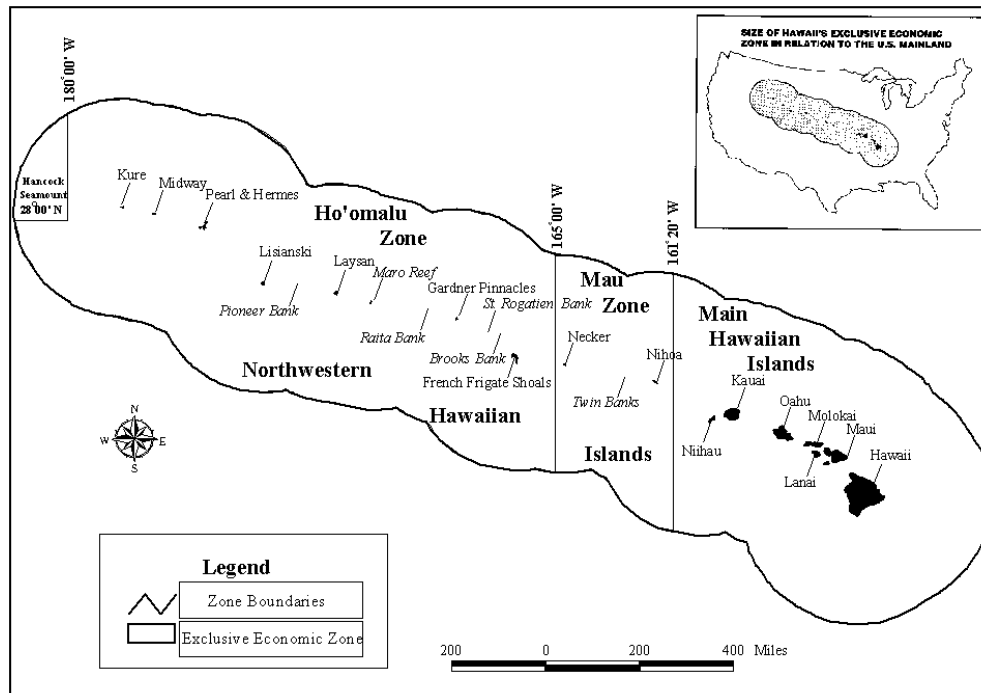 SIZE OF HAWAII'S EXCLUSIVE ECONOMIC
ZONE IN RELATION TO THE U.S. MAINLAND
180°00' W
Hancock
Seamount
28°00' N
Kure
Midway
Pearl & Hermes
Ho'omalu
Zone
165°00' W
161°20' W
Lisianski
Laysan
Maro Reef
Gardner Pinnacles
St. Rogatien Bank
Pioneer Bank
Raita Bank
Brooks Bank
French Frigate Shoals
Mau
Zone
Necker
Nihoa
Twin Banks
Main
Hawaiian
Islands
Kauai
Oahu
Molokai
Maui
Hawaii
Niihau
Lanai
Northwestern
Hawaiian
Islands
N
W E
S
Legend
Zone Boundaries
Exclusive Economic Zone
200 0 200 400 Miles